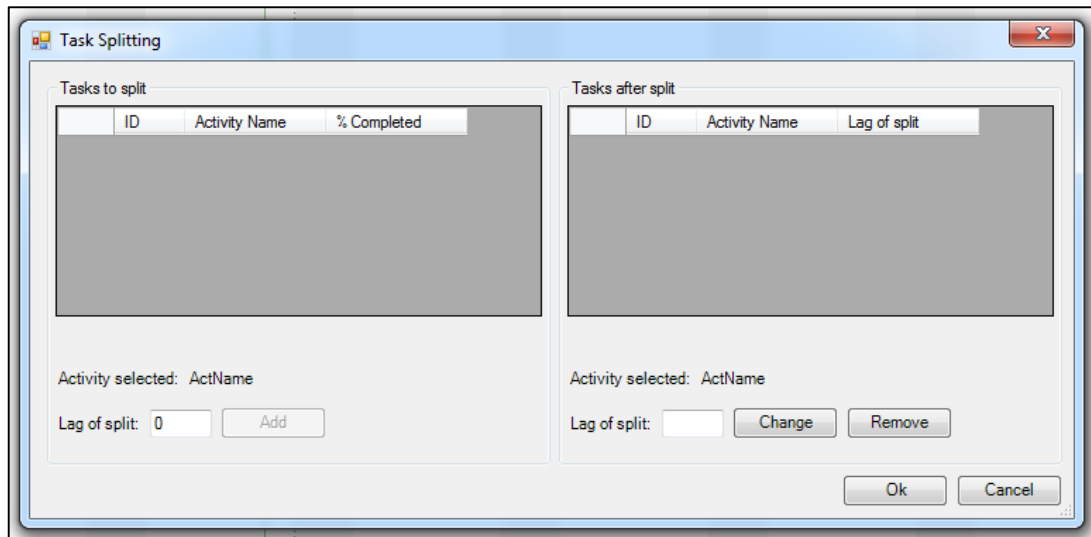 Task Splitting
Tasks to split
ID Activity Name % Completed
Activity selected: ActName
Lag of split: 0 Add
Tasks after split
ID Activity Name Lag of split
Activity selected: ActName
Lag of split: Change Remove
Ok Cancel